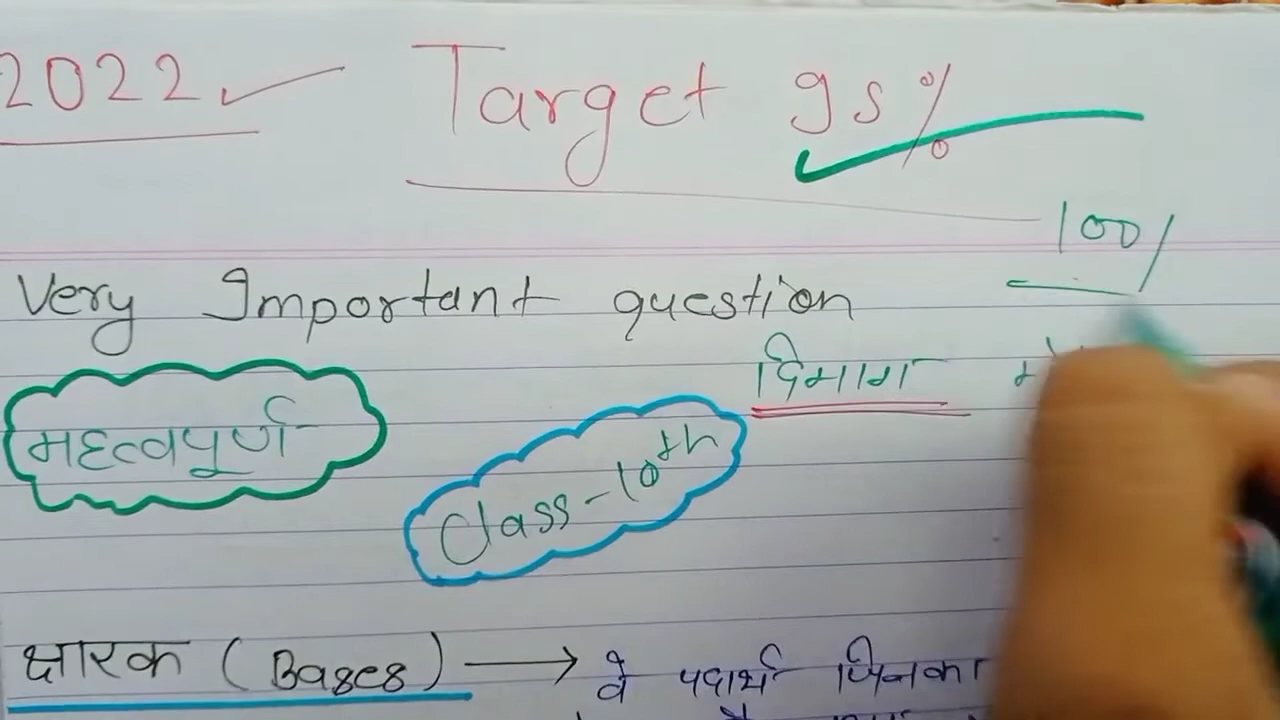 2022 Target 95%
100/
Very Important question
दिमाग
महत्वपूर्ण
Class-10th
क्षारक (Bases) → वे पदार्थ जिनका